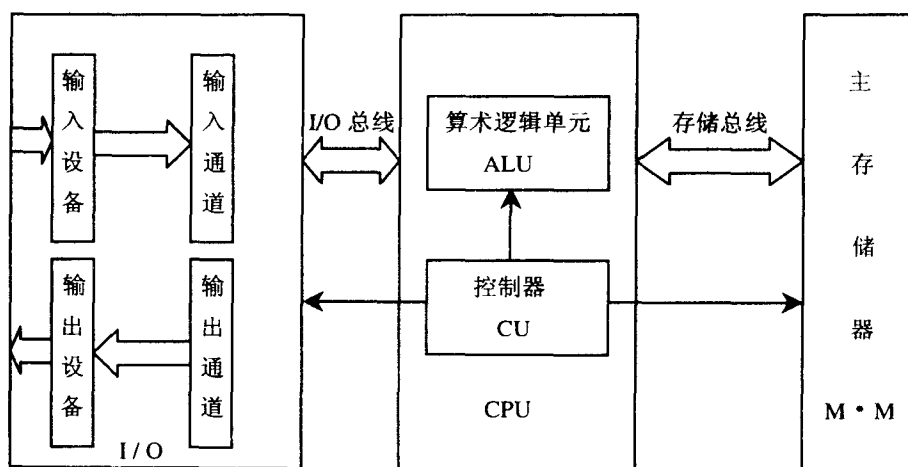 输入设备
输入通道
输出设备
输出通道
I / O
I/O 总线
算术逻辑单元
ALU
控制器
CU
CPU
存储总线
主存储器
M·M